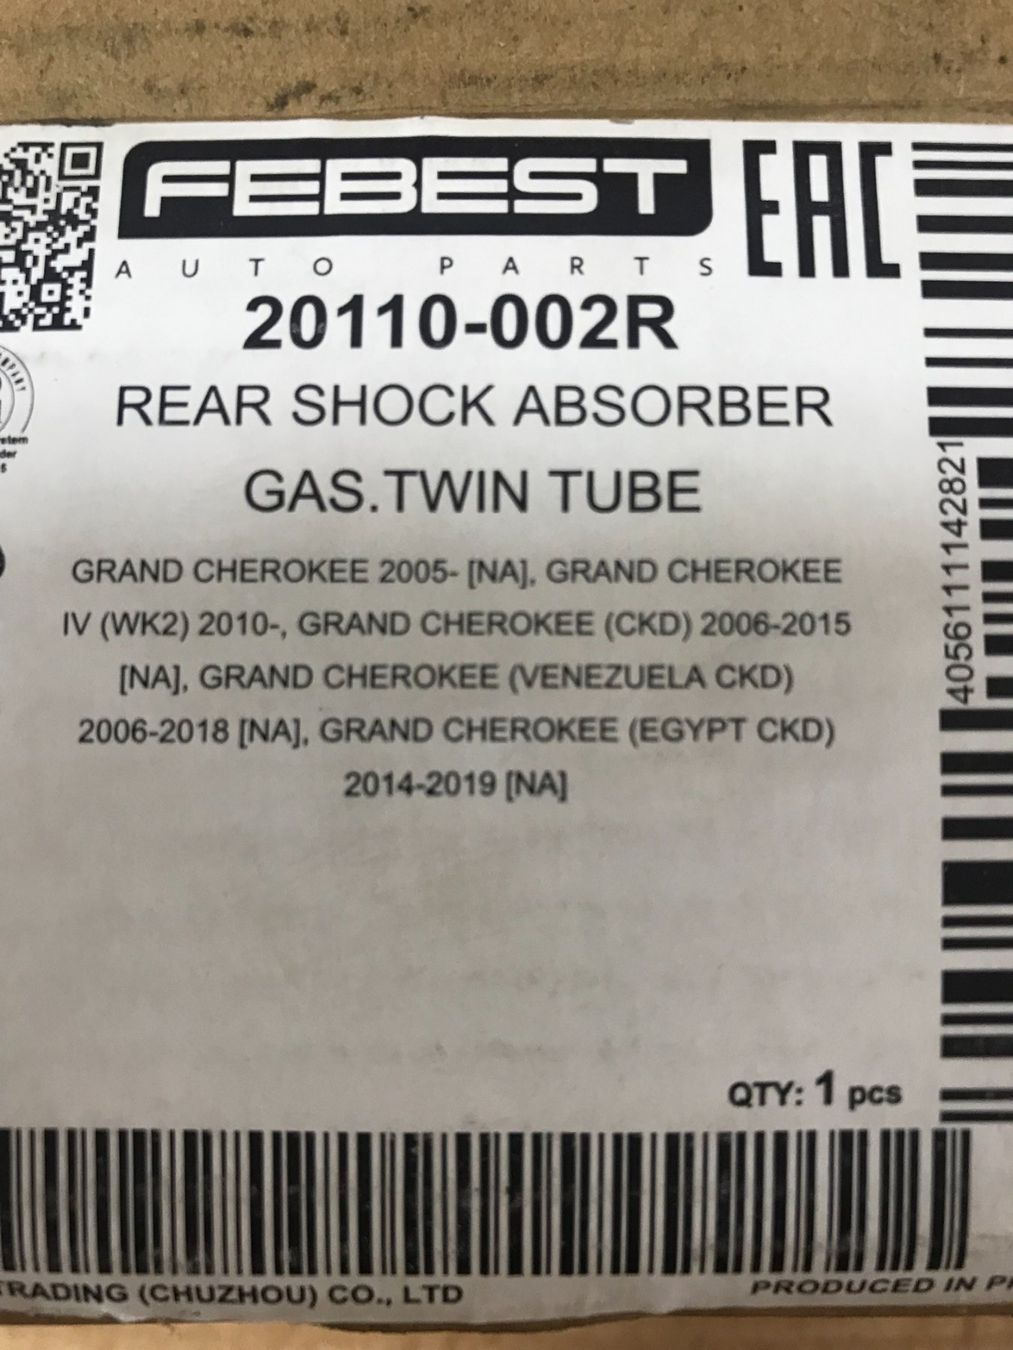 FEBEST
AUTO PARTS
EAC
20110-002R
REAR SHOCK ABSORBER
GAS.TWIN TUBE
GRAND CHEROKEE 2005- [NA], GRAND CHEROKEE
IV (WK2) 2010-, GRAND CHEROKEE (CKD) 2006-2015
[NA], GRAND CHEROKEE (VENEZUELA CKD)
2006-2018 [NA], GRAND CHEROKEE (EGYPT CKD)
2014-2019 [NA]
4056111142821
QTY: 1 pcs
TRADING (CHUZHOU) CO., LTD
PRODUCED IN